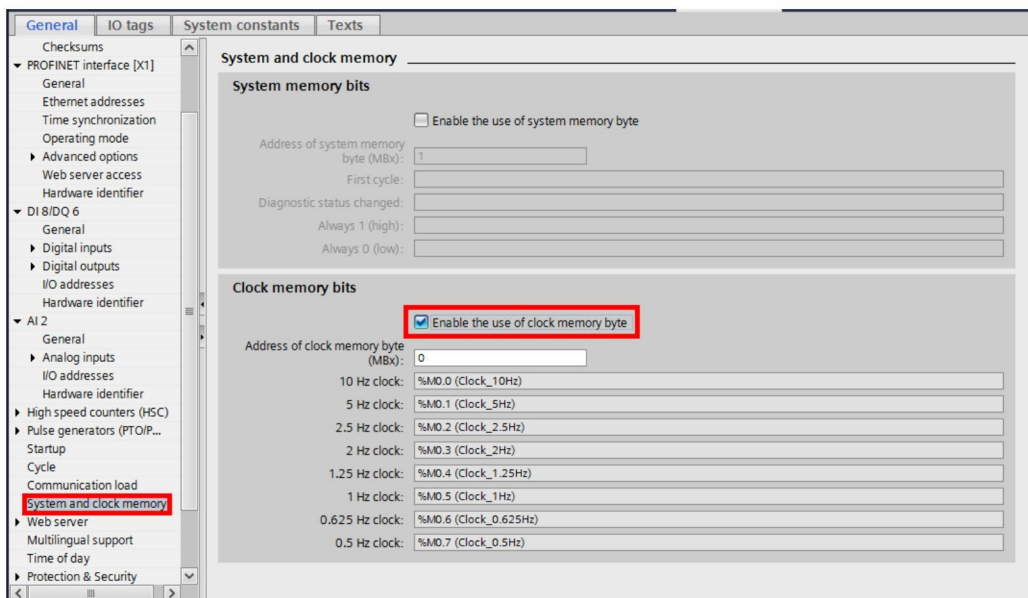 General
IO tags
System constants
Texts
Checksums
PROFINET interface [X1]
General
Ethernet addresses
Time synchronization
Operating mode
Advanced options
Web server access
Hardware identifier
DI 8/DQ 6
General
Digital inputs
Digital outputs
I/O addresses
Hardware identifier
AI 2
General
Analog inputs
I/O addresses
Hardware identifier
High speed counters (HSC)
Pulse generators (PTO/P...
Startup
Cycle
Communication load
System and clock memory
Web server
Multilingual support
Time of day
Protection & Security
System and clock memory
System memory bits
Enable the use of system memory byte
Address of system memory
byte (MBx): 1
First cycle:
Diagnostic status changed:
Always 1 (high):
Always 0 (low):
Clock memory bits
Enable the use of clock memory byte
Address of clock memory byte
(MBx): 0
10 Hz clock: %M0.0 (Clock_10Hz)
5 Hz clock: %M0.1 (Clock_5Hz)
2.5 Hz clock: %M0.2 (Clock_2.5Hz)
2 Hz clock: %M0.3 (Clock_2Hz)
1.25 Hz clock: %M0.4 (Clock_1.25Hz)
1 Hz clock: %M0.5 (Clock_1Hz)
0.625 Hz clock: %M0.6 (Clock_0.625Hz)
0.5 Hz clock: %M0.7 (Clock_0.5Hz)